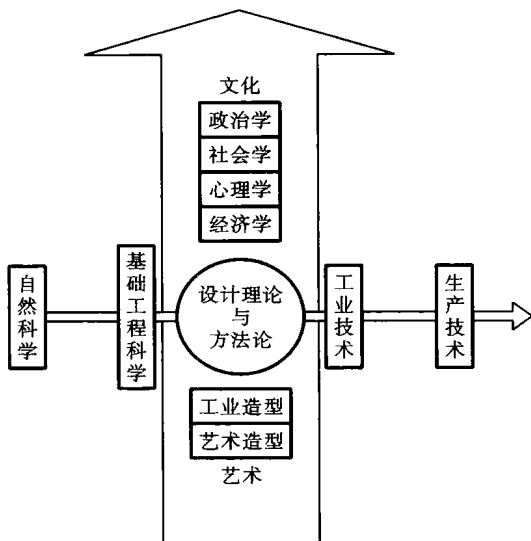 文化
政治学
社会学
心理学
经济学
自然科学
基础工程科学
设计理论
与
方法论
工业技术
生产技术
工业造型
艺术造型
艺术